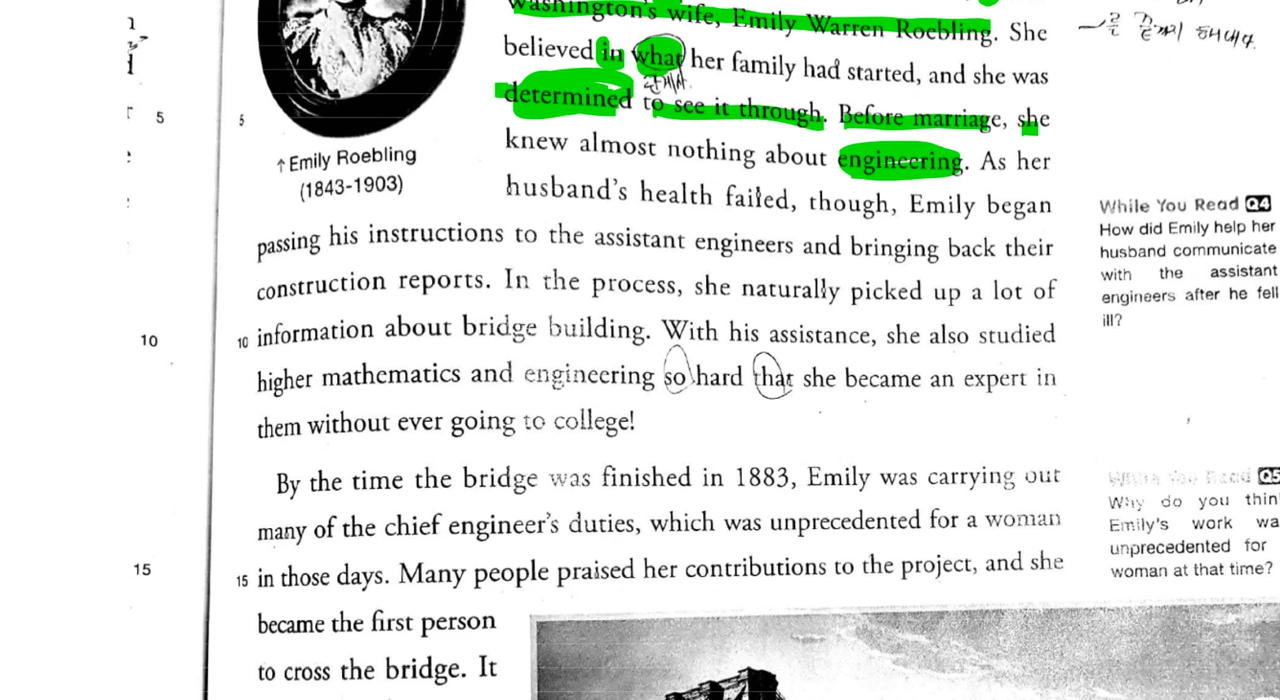 Washington's wife, Emily Warren Roebling. She
believed in what her family had started, and she was
determined to see it through. Before marriage, she
knew almost nothing about engineering. As her
husband's health failed, though, Emily began
passing his instructions to the assistant engineers and bringing back their
construction reports. In the process, she naturally picked up a lot of
10 information about bridge building. With his assistance, she also studied
higher mathematics and engineering so hard that she became an expert in
them without ever going to college!
By the time the bridge was finished in 1883, Emily was carrying out
many of the chief engineer's duties, which was unprecedented for a woman
15 in those days. Many people praised her contributions to the project, and she
became the first person
to cross the bridge. It
↑ Emily Roebling
(1843-1903)
5
5
10
15
While You Read Q4
How did Emily help her
husband communicate
with the assistant
engineers after he fell
ill?
While You Read Q5
Why do you thin
Emily's work wa
unprecedented for
woman at that time?